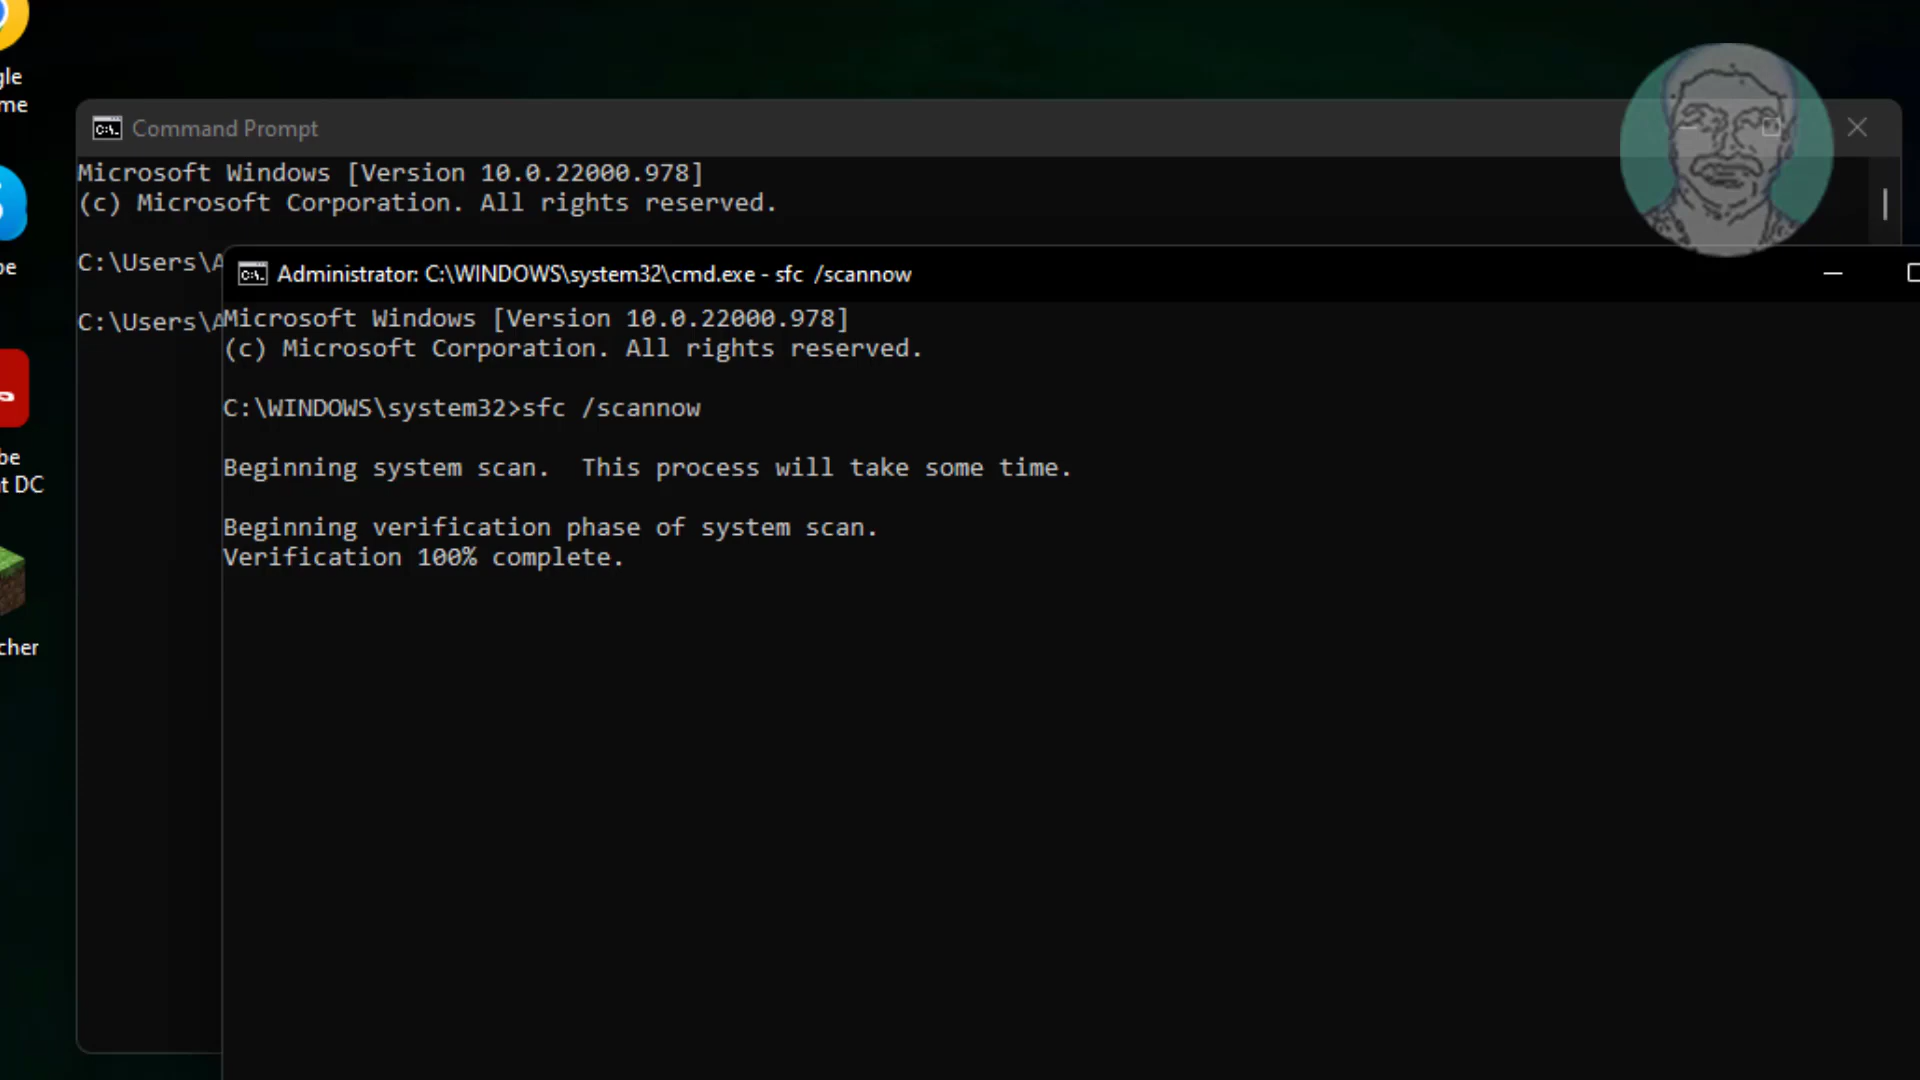 gle
me
Command Prompt
Microsoft Windows [Version 10.0.22000.978]
(c) Microsoft Corporation. All rights reserved.
C:\Users\A
pe
Administrator: C:\WINDOWS\system32\cmd.exe - sfc  /scannow
C:\Users\A
Microsoft Windows [Version 10.0.22000.978]
(c) Microsoft Corporation. All rights reserved.
C:\WINDOWS\system32>sfc /scannow
be
t DC
Beginning system scan.  This process will take some time.
Beginning verification phase of system scan.
Verification 100% complete.
cher